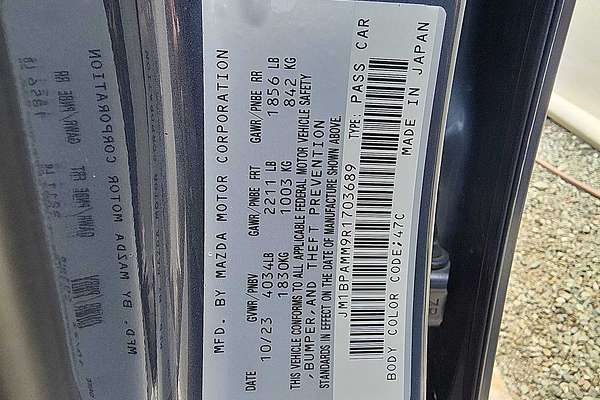 MFD. BY MAZDA MOTOR CORPORATION
DATE GVWR/PNBV GAWR/PNBE FRT GAWR/PNBE RR
10/23 4034LB 2211 LB 1856 LB
1830KG 1003 KG 842 KG
THIS VEHICLE CONFORMS TO ALL APPLICABLE FEDERAL MOTOR VEHICLE SAFETY
,BUMPER,AND THEFT PREVENTION
STANDARDS IN EFFECT ON THE DATE OF MANUFACTURE SHOWN ABOVE.
JM1BPAMM9R1703689 TYPE: PASS CAR
BODY COLOR CODE;47C MADE IN JAPAN